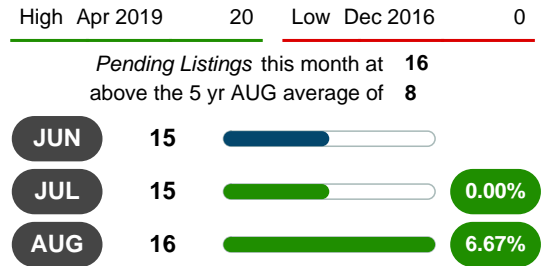 High Apr 2019 20 Low Dec 2016 0
Pending Listings this month at 16
above the 5 yr AUG average of 8
JUN 15
JUL 15 0.00%
AUG 16 6.67%